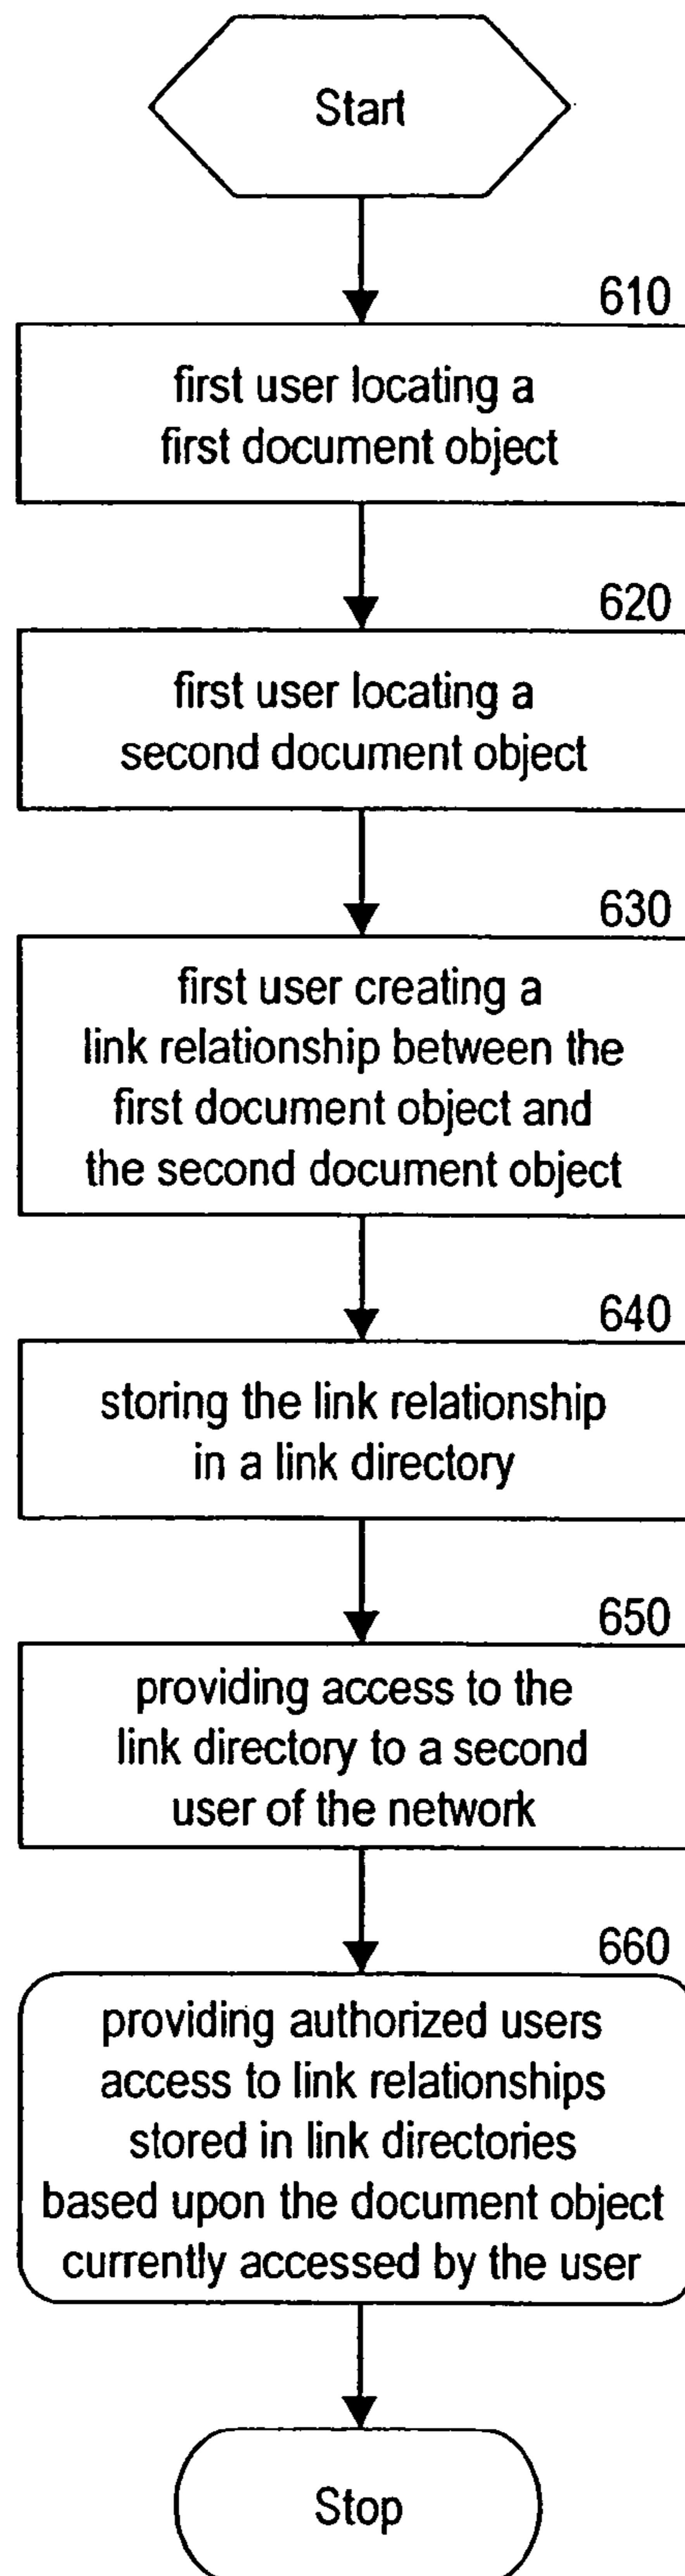 Start
610
first user locating a
first document object
620
first user locating a
second document object
630
first user creating a
link relationship between the
first document object and
the second document object
640
storing the link relationship
in a link directory
650
providing access to the
link directory to a second
user of the network
660
providing authorized users
access to link relationships
stored in link directories
based upon the document object
currently accessed by the user
Stop